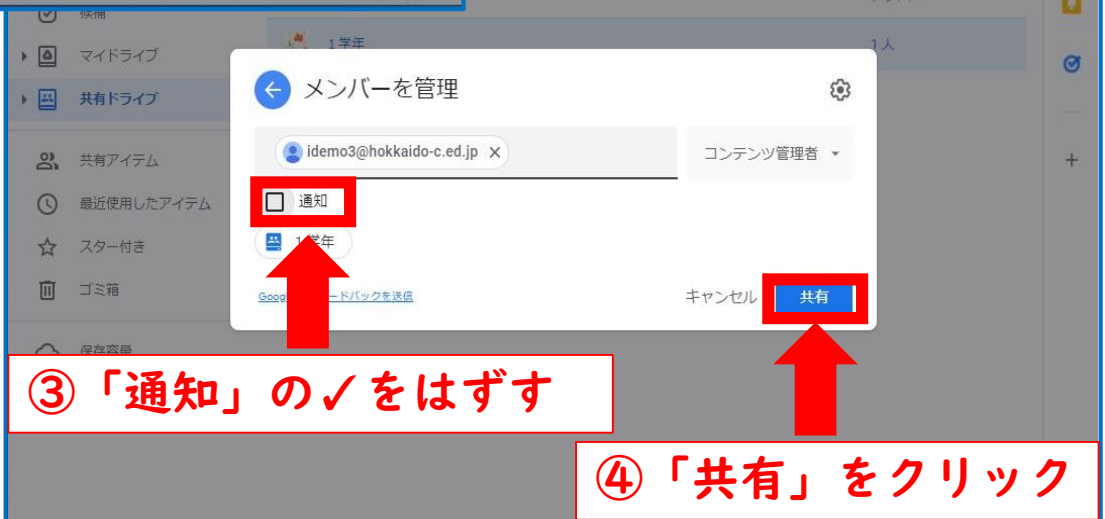 候補
1学年
1人
マイドライブ
共有ドライブ
メンバーを管理
idemo3@hokkaido-c.ed.jp ×
コンテンツ管理者
共有アイテム
通知
最近使用したアイテム
1学年
スター付き
ゴミ箱
ードバックを送信
キャンセル
共有
保存容量
③「通知」の✓をはずす
④「共有」をクリック